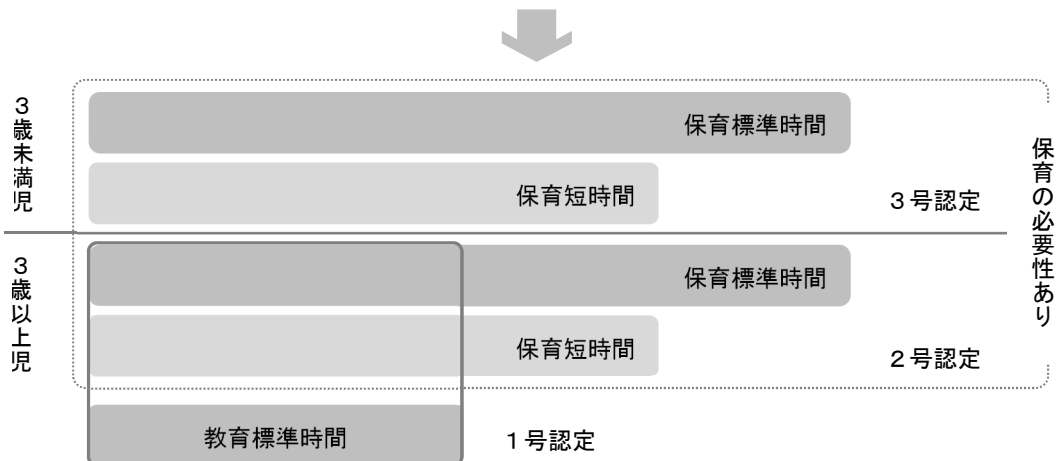 ３歳未満児
保育標準時間
保育短時間
３号認定
保育の必要性あり
３歳以上児
保育標準時間
保育短時間
２号認定
教育標準時間
１号認定